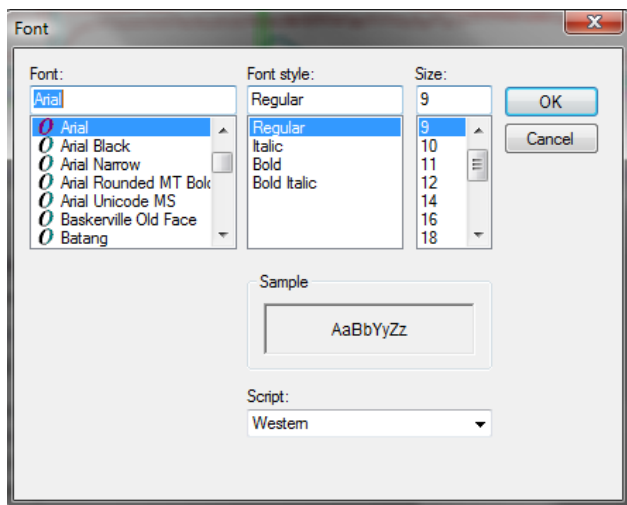 Font
Font:
Arial
Arial
Arial Black
Arial Narrow
Arial Rounded MT Bolc
Arial Unicode MS
Baskerville Old Face
Batang
Font style:
Regular
Regular
Italic
Bold
Bold Italic
Size:
9
9
10
11
12
14
16
18
OK
Cancel
Sample
AaBbYyZz
Script:
Western